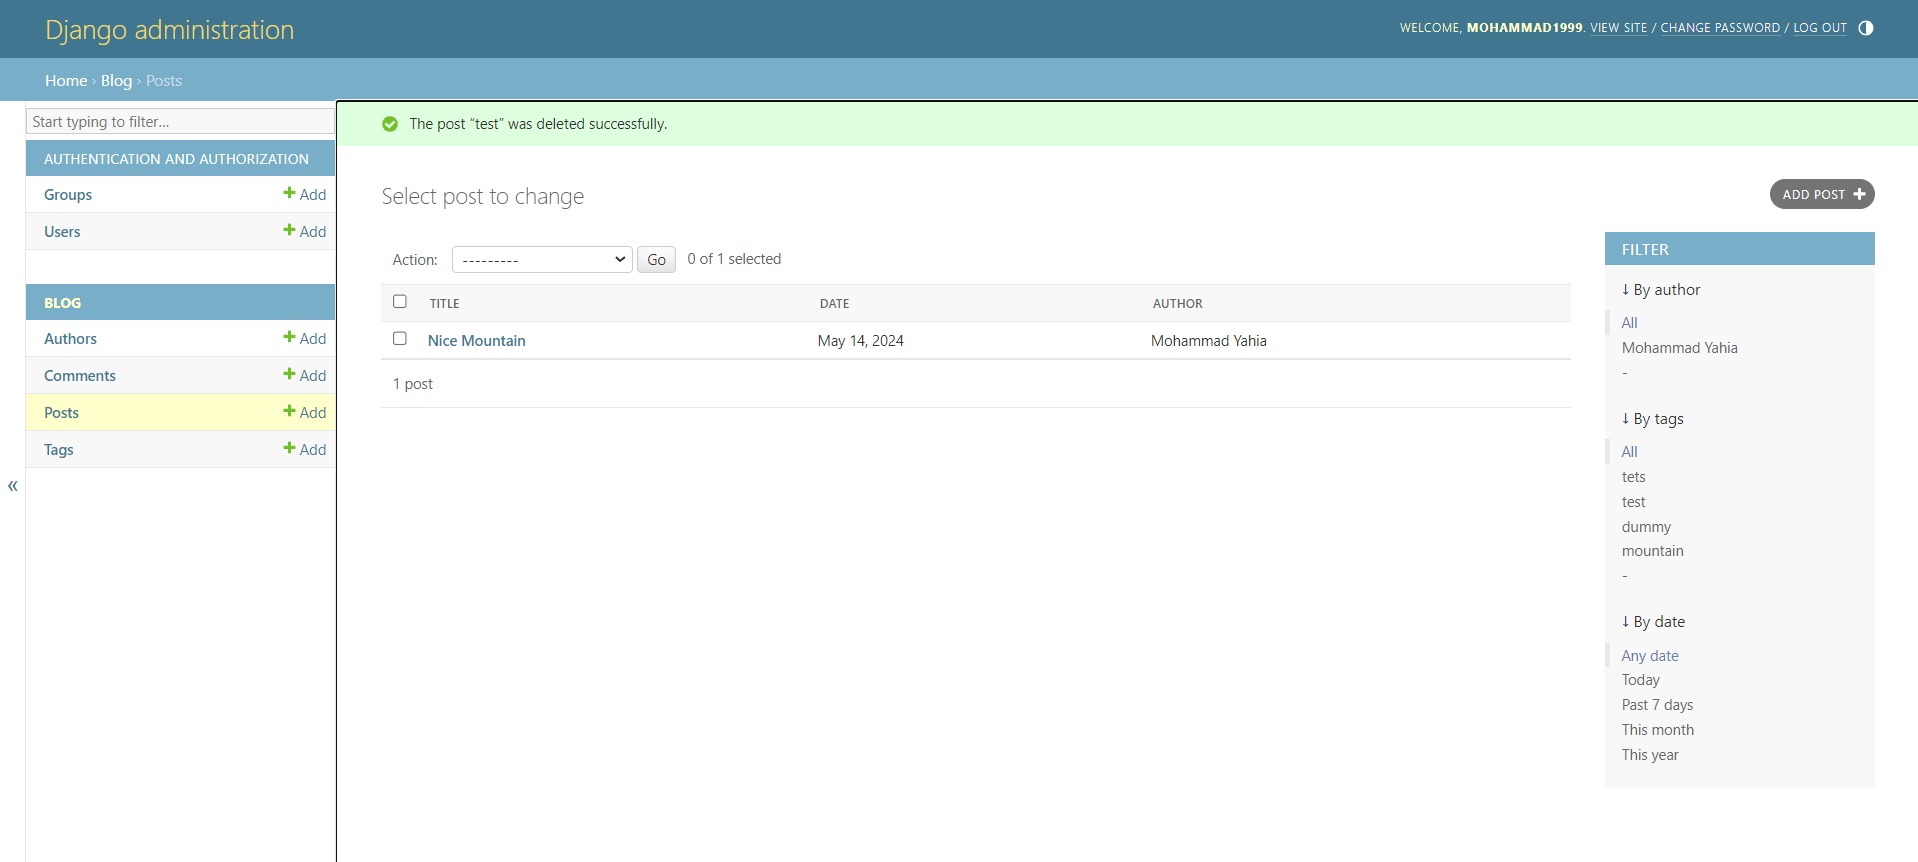 Django administration
WELCOME, MOHAMMAD1999. VIEW SITE / CHANGE PASSWORD / LOG OUT
Home › Blog › Posts
Start typing to filter...
AUTHENTICATION AND AUTHORIZATION
Groups + Add
Users + Add
BLOG
Authors + Add
Comments + Add
Posts + Add
Tags + Add
«
The post “test” was deleted successfully.
Select post to change
ADD POST +
Action: --------- Go 0 of 1 selected
TITLE DATE AUTHOR
Nice Mountain May 14, 2024 Mohammad Yahia
1 post
FILTER
↓ By author
All
Mohammad Yahia
-
↓ By tags
All
tets
test
dummy
mountain
-
↓ By date
Any date
Today
Past 7 days
This month
This year